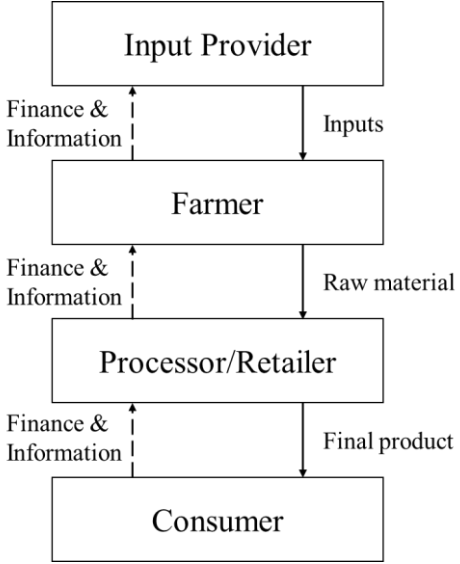 Input Provider
Finance &
Information
Inputs
Farmer
Finance &
Information
Raw material
Processor/Retailer
Finance &
Information
Final product
Consumer